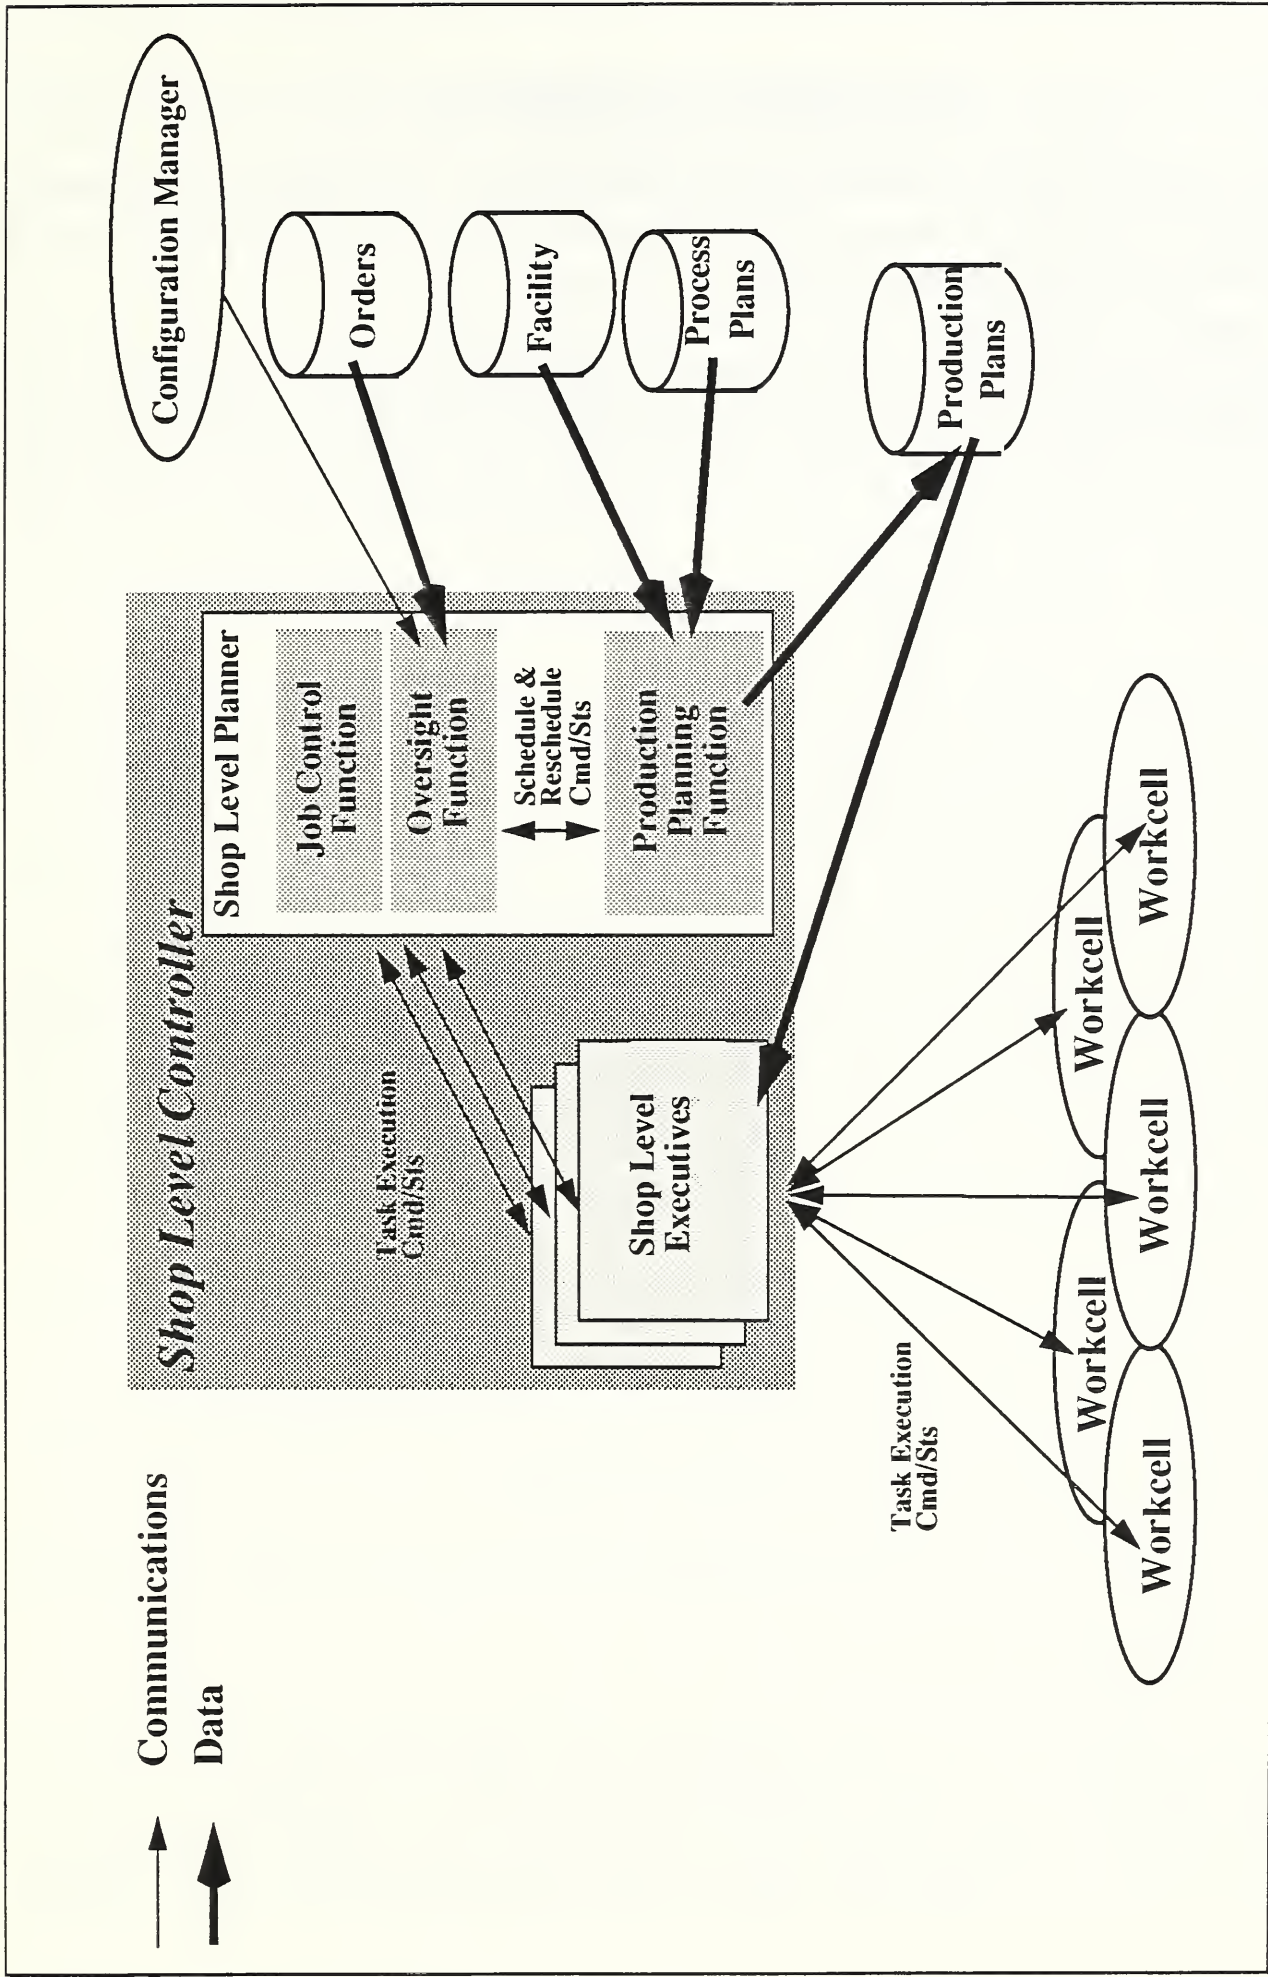 Communications
Data
Shop Level Controller
Configuration Manager
Shop Level Planner
Job Control
Function
Oversight
Function
Schedule &
Reschedule
Cmd/Sts
Production
Planning
Function
Orders
Facility
Process
Plans
Production
Plans
Task Execution
Cmd/Sts
Shop Level
Executives
Task Execution
Cmd/Sts
Workcell
Workcell
Workcell
Workcell
Workcell